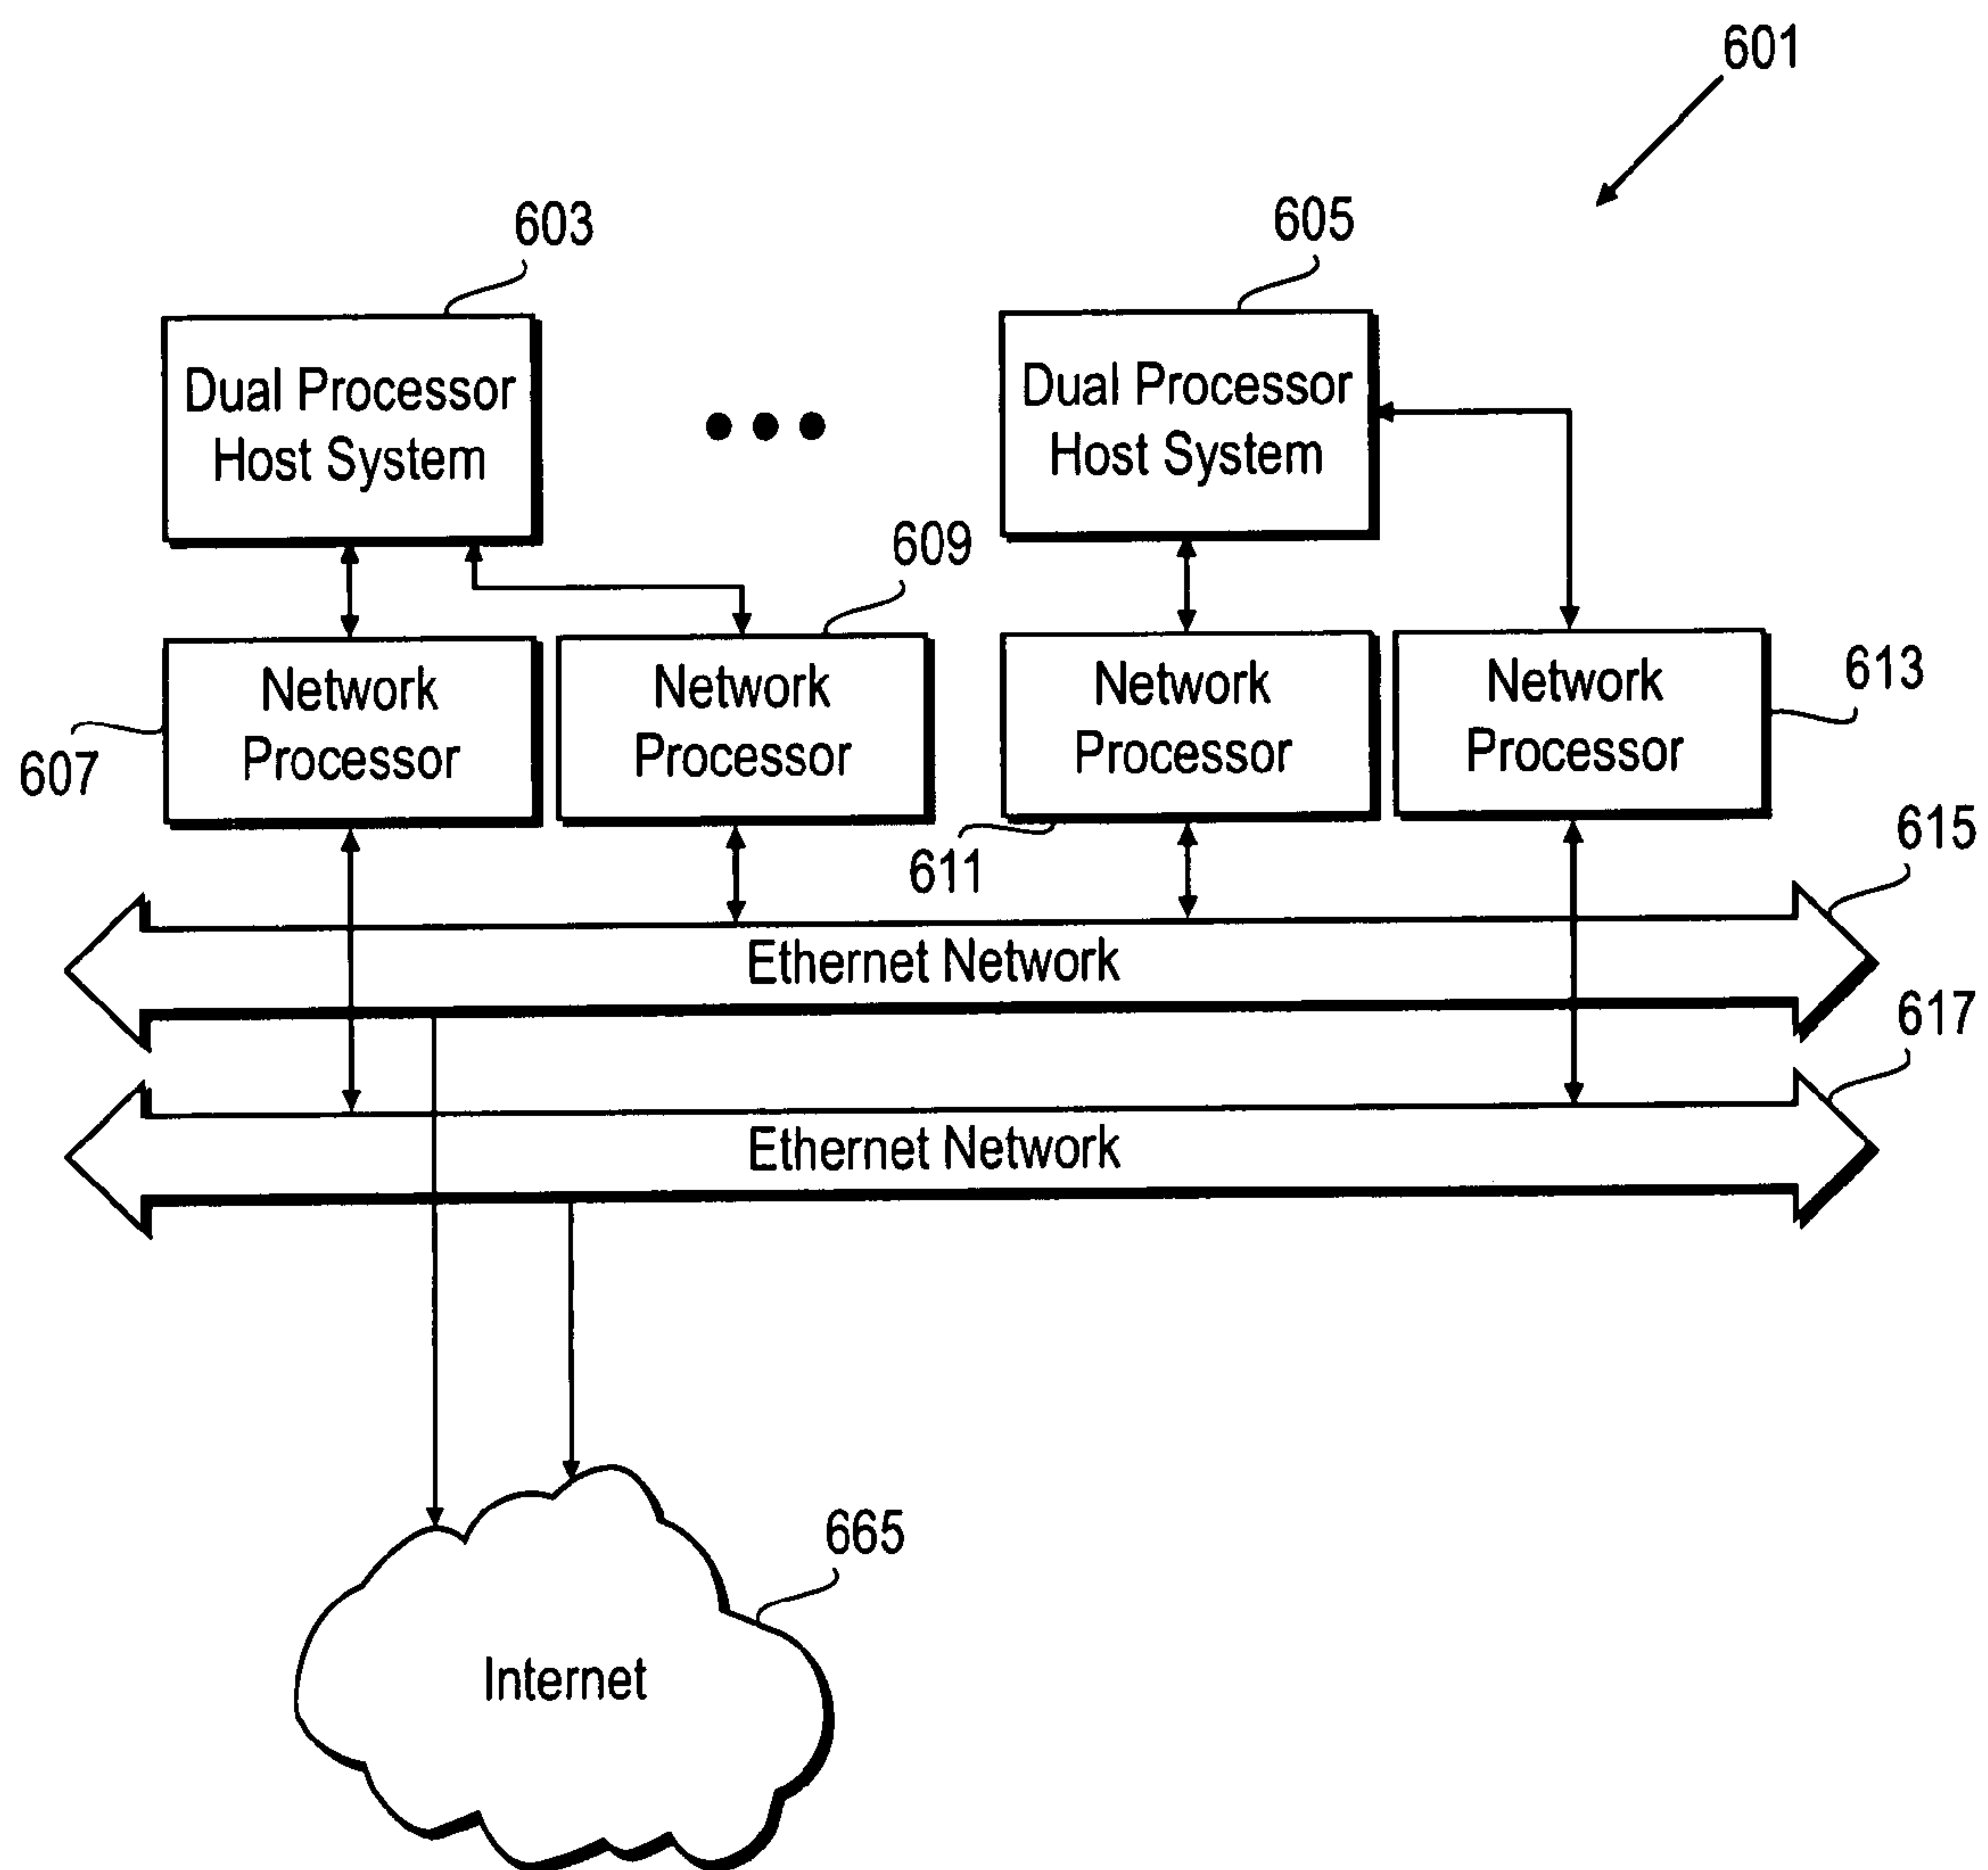 601
603
605
Dual Processor
Host System
Dual Processor
Host System
609
Network
Processor
Network
Processor
Network
Processor
Network
Processor
613
607
611
615
Ethernet Network
617
Ethernet Network
665
Internet